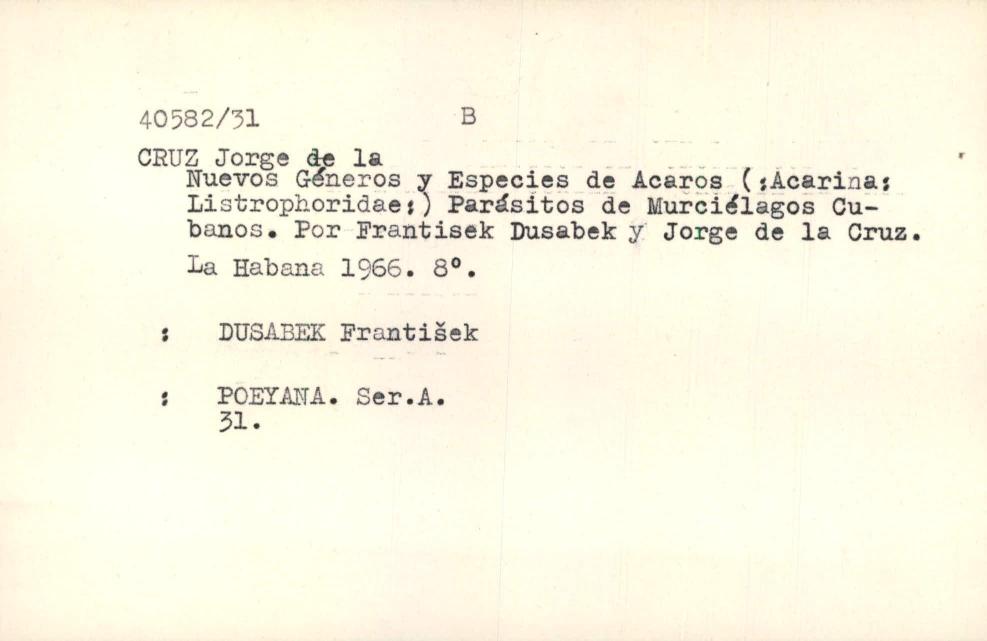 40582/31 B
CRUZ Jorge de la
Nuevos Géneros y Especies de Acaros (:Acarina:
Listrophoridae:) Parásitos de Murciélagos Cu-
banos. Por Frantisek Dusabek y Jorge de la Cruz.
La Habana 1966. 8°.
: DUSABEK František
: POEYANA. Ser.A.
31.